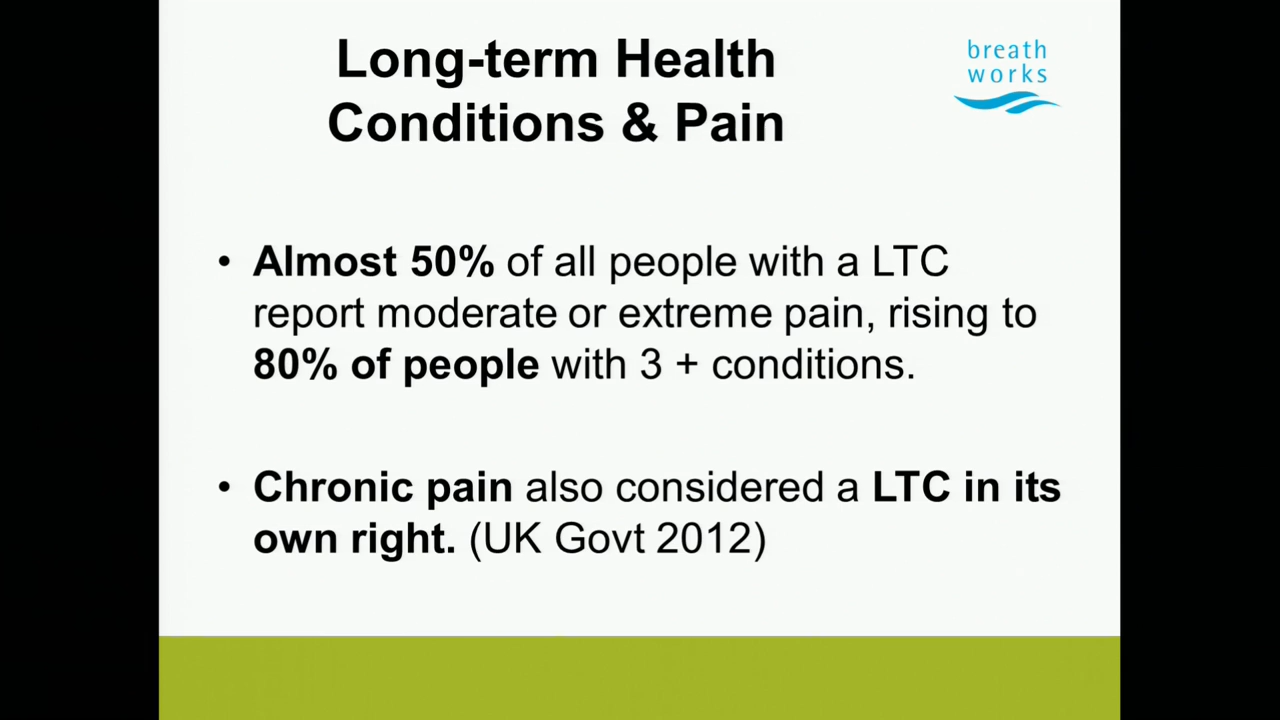 Long-term Health
Conditions & Pain
breath
works
• Almost 50% of all people with a LTC
report moderate or extreme pain, rising to
80% of people with 3 + conditions.
• Chronic pain also considered a LTC in its
own right. (UK Govt 2012)